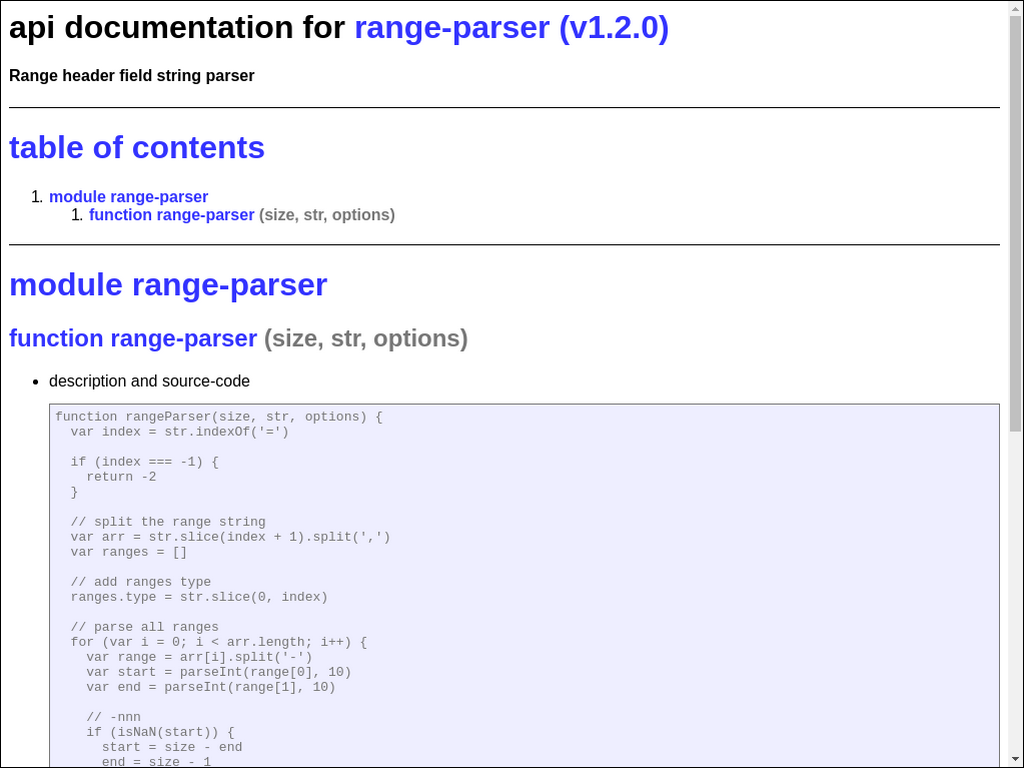 api documentation for range-parser (v1.2.0)
Range header field string parser
table of contents
1. module range-parser
1. function range-parser (size, str, options)
module range-parser
function range-parser (size, str, options)
• description and source-code
function rangeParser(size, str, options) {
  var index = str.indexOf('=')

  if (index === -1) {
    return -2
  }

  // split the range string
  var arr = str.slice(index + 1).split(',')
  var ranges = []

  // add ranges type
  ranges.type = str.slice(0, index)

  // parse all ranges
  for (var i = 0; i < arr.length; i++) {
    var range = arr[i].split('-')
    var start = parseInt(range[0], 10)
    var end = parseInt(range[1], 10)

    // -nnn
    if (isNaN(start)) {
      start = size - end
      end = size - 1